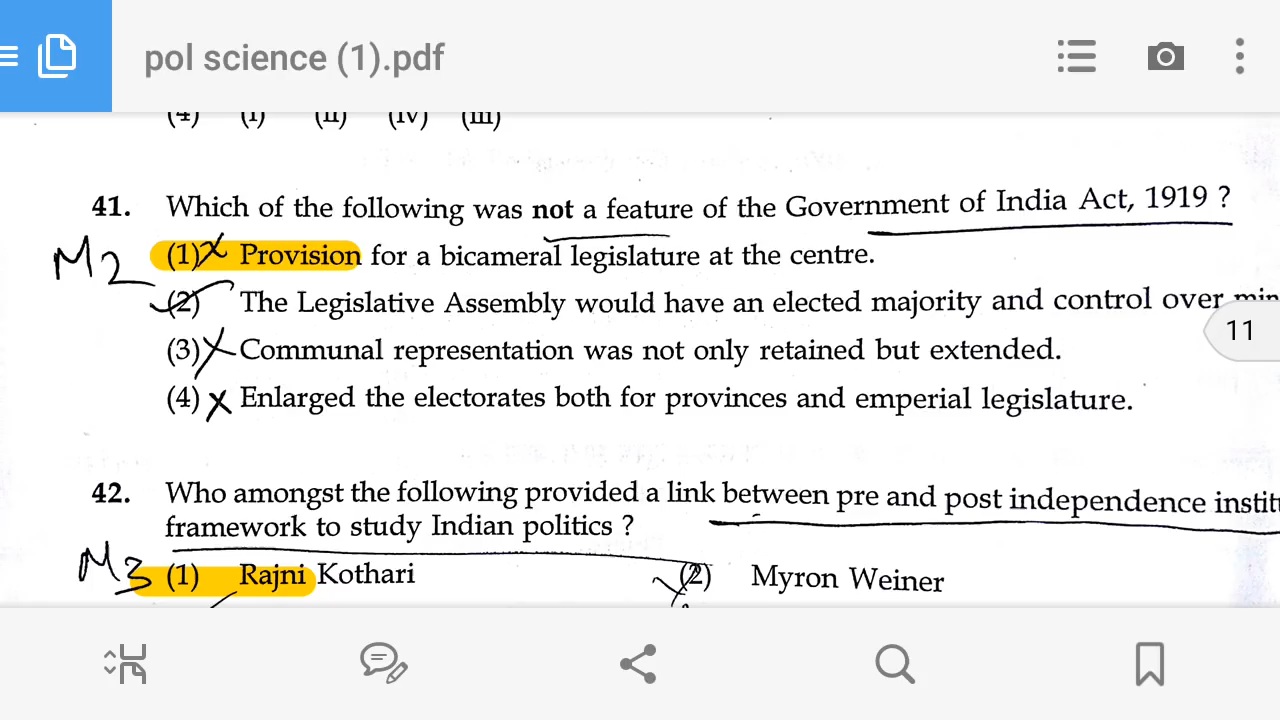 pol science (1).pdf
(4) (i) (ii) (iv) (iii)
41. Which of the following was not a feature of the Government of India Act, 1919 ?
M2
(1) Provision for a bicameral legislature at the centre.
(2) The Legislative Assembly would have an elected majority and control over
11
(3) Communal representation was not only retained but extended.
(4) Enlarged the electorates both for provinces and emperial legislature.
42. Who amongst the following provided a link between pre and post independence
framework to study Indian politics ?
M3
(1) Rajni Kothari (2) Myron Weiner